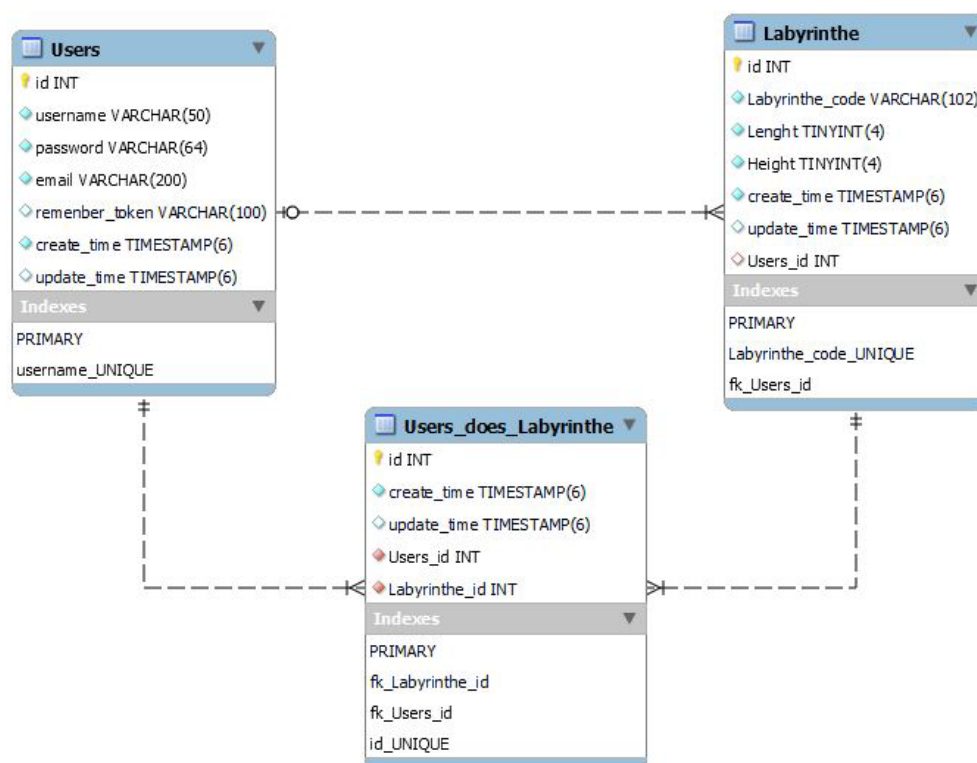 Users
id INT
username VARCHAR(50)
password VARCHAR(64)
email VARCHAR(200)
remenber_token VARCHAR(100)
create_time TIMESTAMP(6)
update_time TIMESTAMP(6)
Indexes
PRIMARY
username_UNIQUE
Labyrinthe
id INT
Labyrinthe_code VARCHAR(102)
Lenght TINYINT(4)
Height TINYINT(4)
create_time TIMESTAMP(6)
update_time TIMESTAMP(6)
Users_id INT
Indexes
PRIMARY
Labyrinthe_code_UNIQUE
fk_Users_id
Users_does_Labyrinthe
id INT
create_time TIMESTAMP(6)
update_time TIMESTAMP(6)
Users_id INT
Labyrinthe_id INT
Indexes
PRIMARY
fk_Labyrinthe_id
fk_Users_id
id_UNIQUE